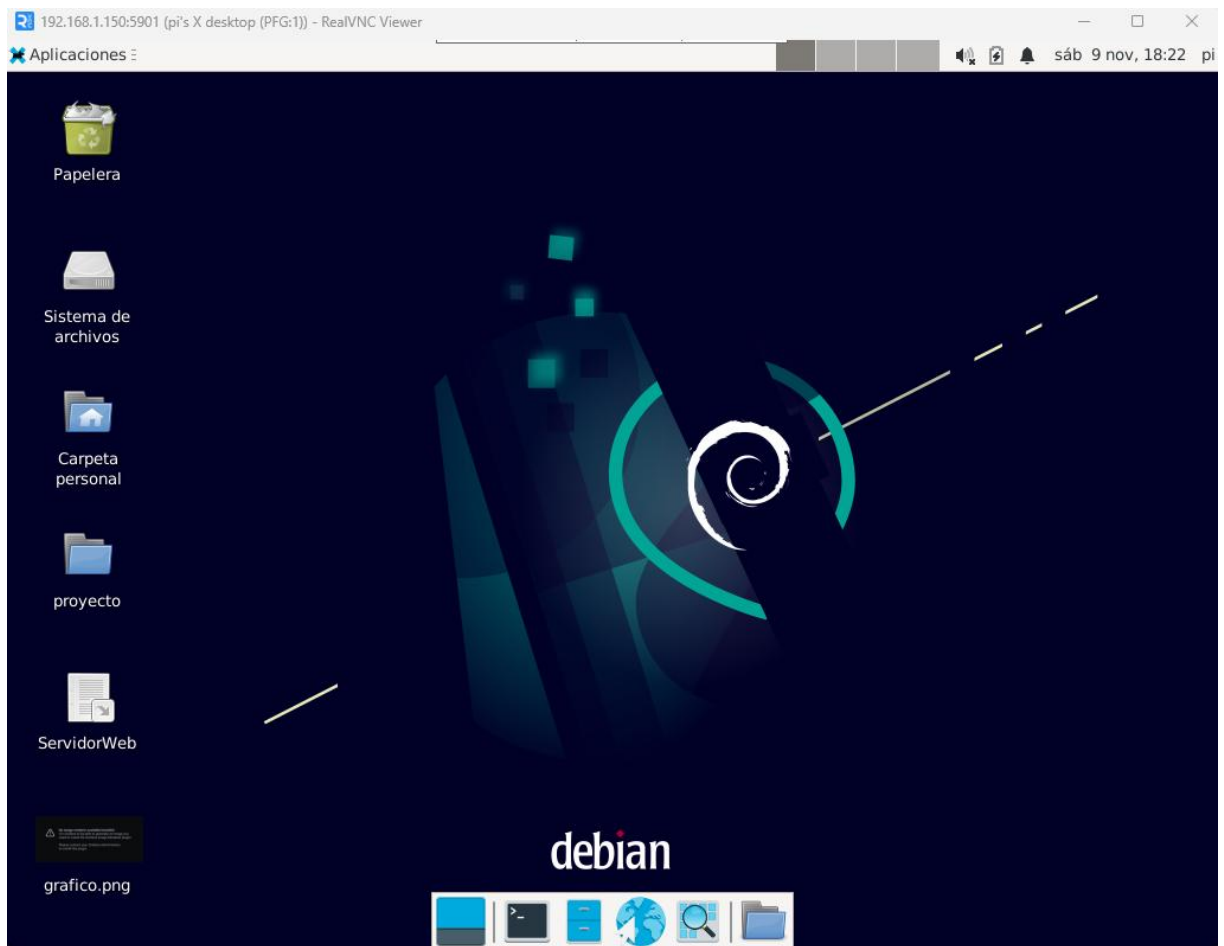 192.168.1.150:5901 (pi's X desktop (PFG:1)) - RealVNC Viewer
Aplicaciones
sáb 9 nov, 18:22 pi
Papelera
Sistema de
archivos
Carpeta
personal
proyecto
ServidorWeb
grafico.png
debian